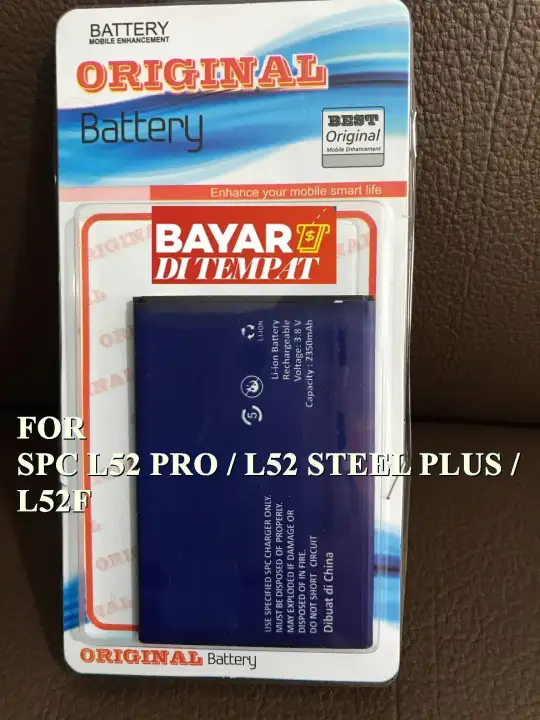 BATTERY
MOBILE ENHANCEMENT
ORIGINAL
Battery
BEST
Original
Mobile Enhancement
Enhance your mobile smart life
BAYAR
DI TEMPAT
$
LI-ION
Li-ion Battery
Rechargeable
Voltage: 3.8 V
Capacity : 2350mAh
5
FOR
SPC L52 PRO / L52 STEEL PLUS /
L52F
USE SPECIFIED SPC CHARGER ONLY.
MUST BE DISPOSED OF PROPERLY.
MAY EXPLODED IF DAMAGE OR
DISPOSED OF IN FIRE.
DO NOT SHORT CIRCUIT
Dibuat di China
ORIGINAL Battery